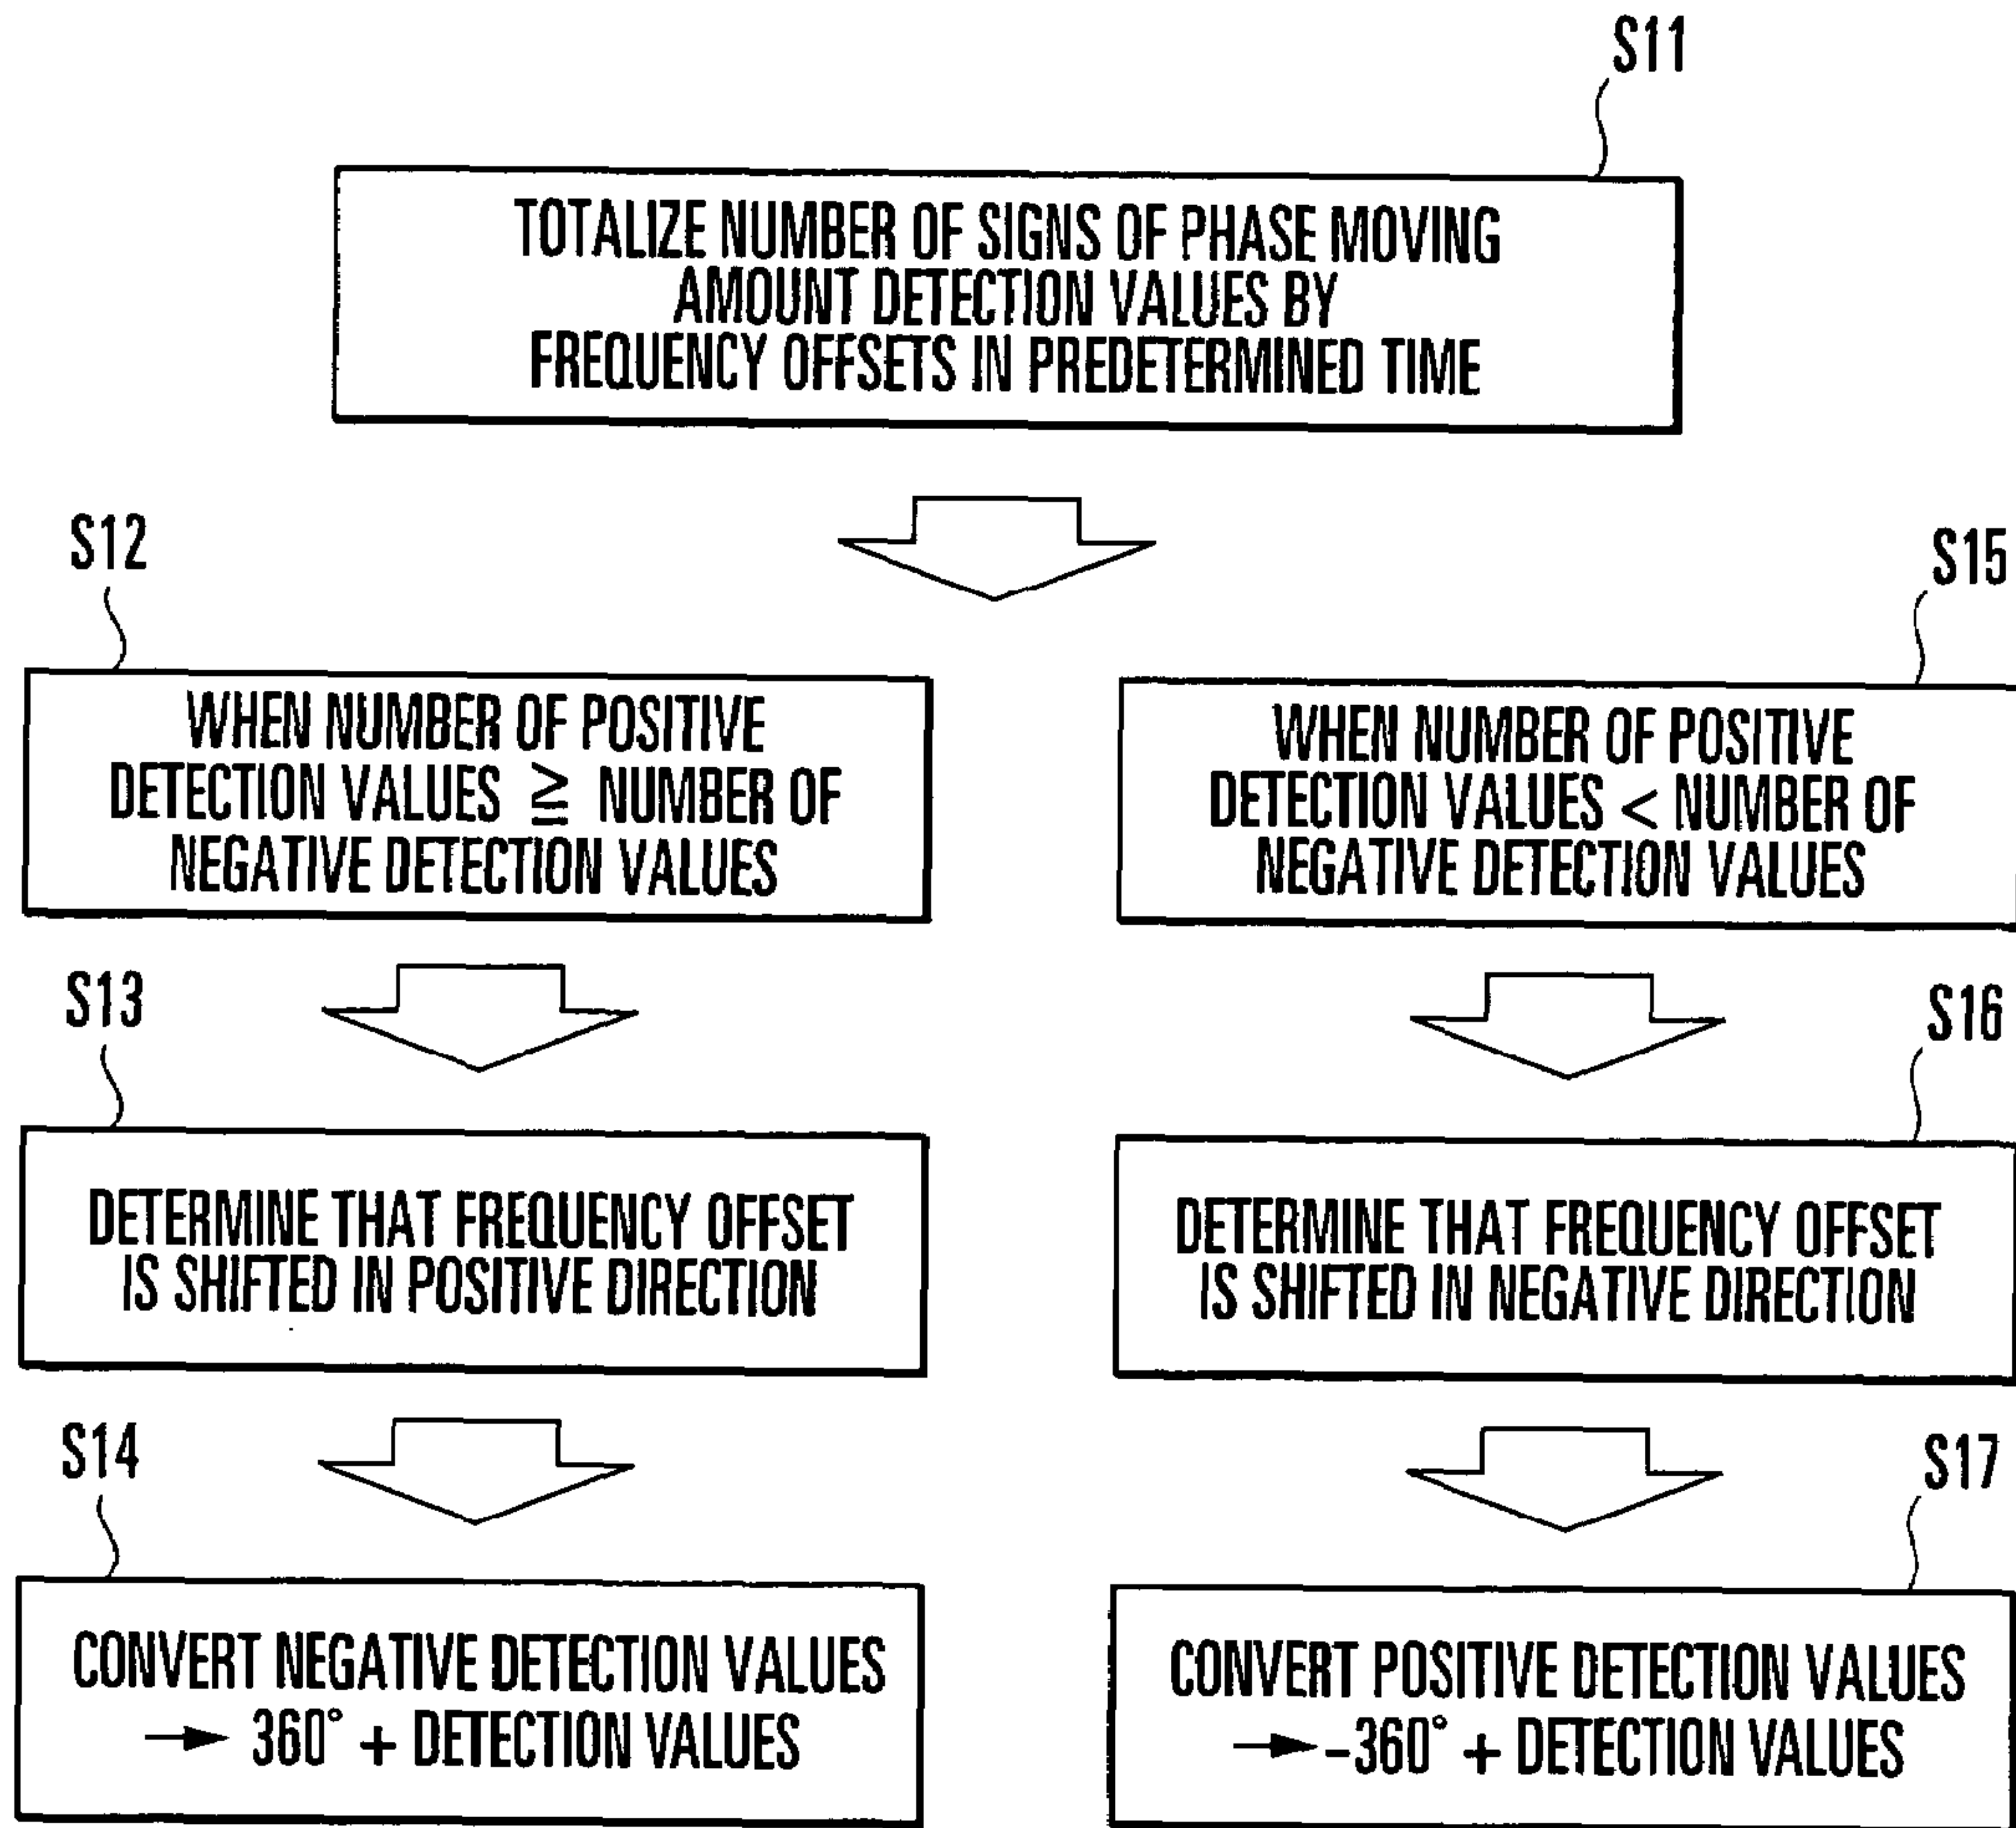 S11
TOTALIZE NUMBER OF SIGNS OF PHASE MOVING
AMOUNT DETECTION VALUES BY
FREQUENCY OFFSETS IN PREDETERMINED TIME
S12
WHEN NUMBER OF POSITIVE
DETECTION VALUES ≧ NUMBER OF
NEGATIVE DETECTION VALUES
S13
DETERMINE THAT FREQUENCY OFFSET
IS SHIFTED IN POSITIVE DIRECTION
S14
CONVERT NEGATIVE DETECTION VALUES
→ 360° + DETECTION VALUES
S15
WHEN NUMBER OF POSITIVE
DETECTION VALUES < NUMBER OF
NEGATIVE DETECTION VALUES
S16
DETERMINE THAT FREQUENCY OFFSET
IS SHIFTED IN NEGATIVE DIRECTION
S17
CONVERT POSITIVE DETECTION VALUES
→ -360° + DETECTION VALUES